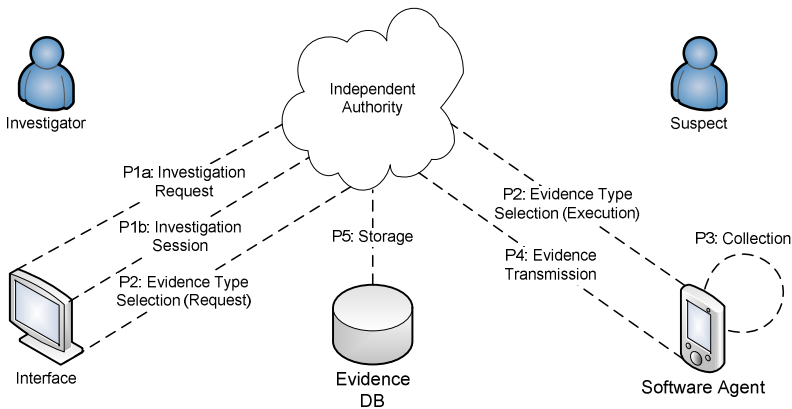 Independent
Authority
Investigator
Suspect
P1a: Investigation
Request
P1b: Investigation
Session
P2: Evidence Type
Selection (Request)
P5: Storage
P2: Evidence Type
Selection (Execution)
P4: Evidence
Transmission
P3: Collection
Interface
Evidence
DB
Software Agent